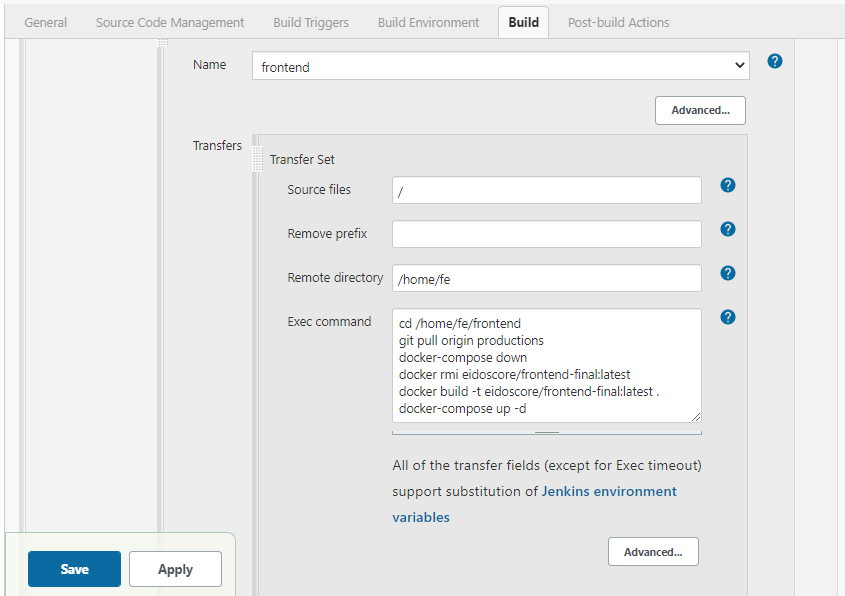 General Source Code Management Build Triggers Build Environment Build Post-build Actions
Name frontend ?
Advanced...
Transfers
Transfer Set
Source files / ?
Remove prefix ?
Remote directory /home/fe ?
Exec command ?
cd /home/fe/frontend
git pull origin productions
docker-compose down
docker rmi eidoscore/frontend-final:latest
docker build -t eidoscore/frontend-final:latest .
docker-compose up -d
All of the transfer fields (except for Exec timeout)
support substitution of Jenkins environment
variables
Advanced...
Save Apply